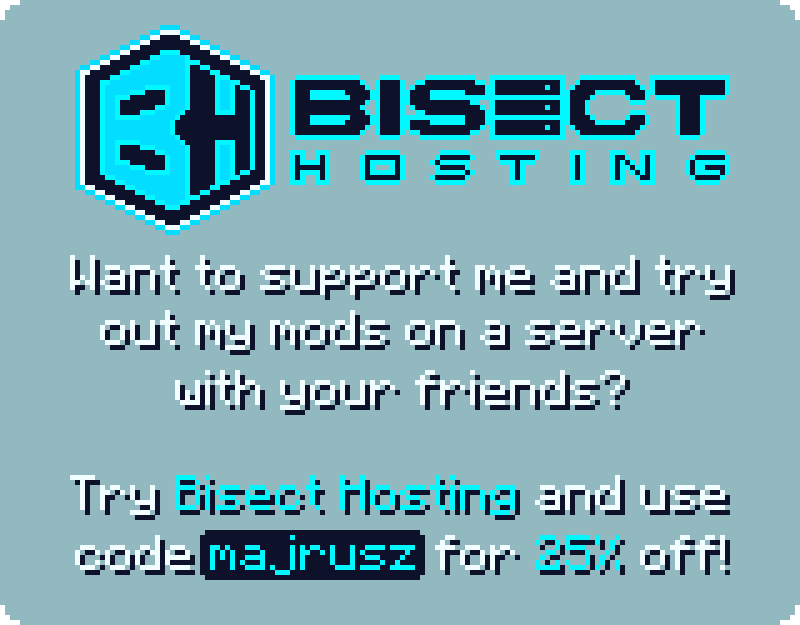 BH
BISECT
HOSTING
Want to support me and try
out my mods on a server
with your friends?
Try Bisect Hosting and use
code majrusz for 25% off!